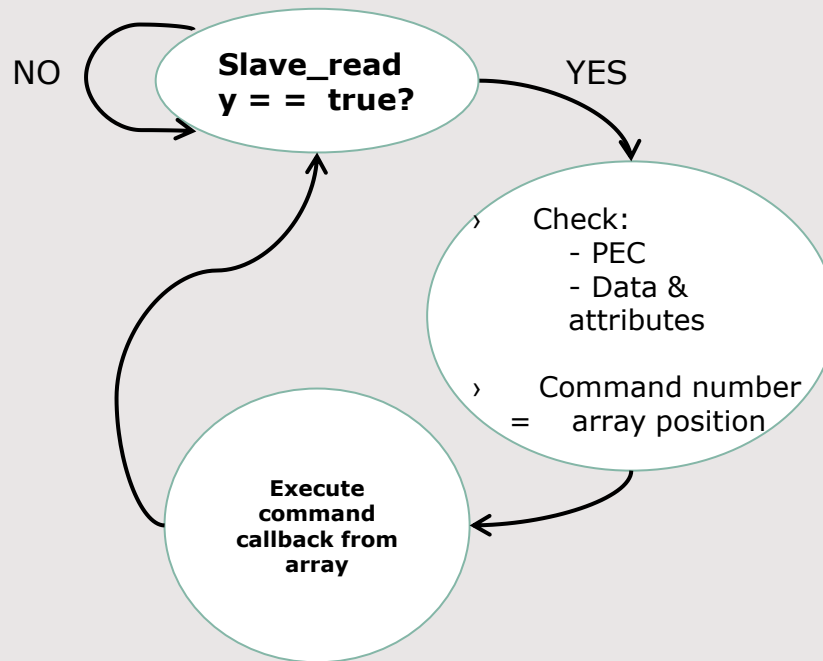 NO
Slave_read
y = = true?
YES
› Check:
- PEC
- Data &
attributes
› Command number
= array position
Execute
command
callback from
array